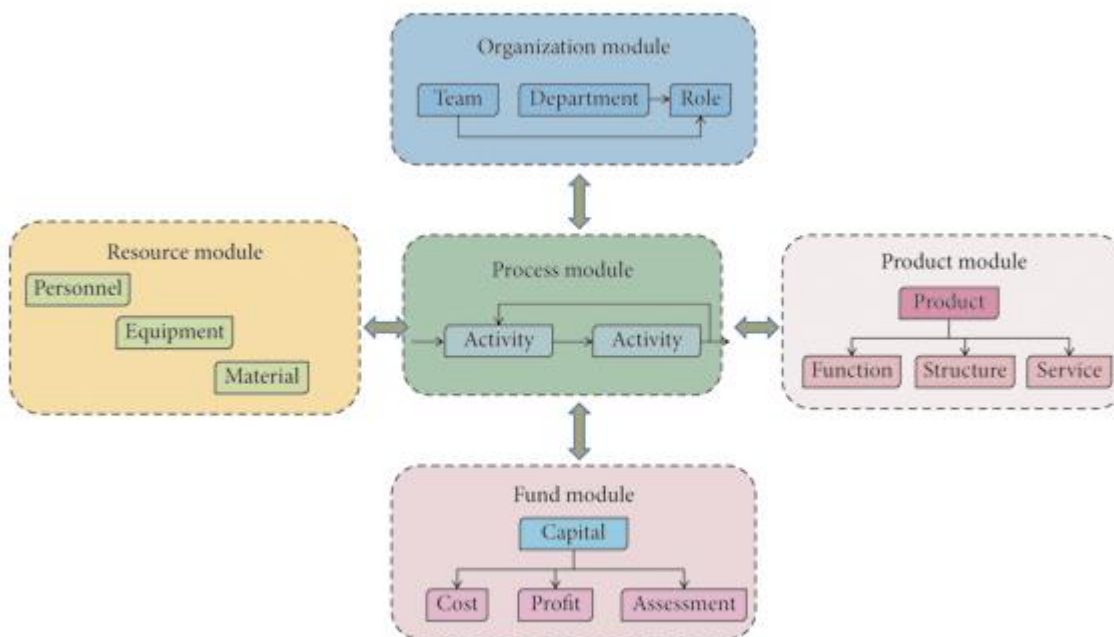 Organization module
Team
Department
Role
Resource module
Personnel
Equipment
Material
Process module
Activity
Activity
Product module
Product
Function
Structure
Service
Fund module
Capital
Cost
Profit
Assessment